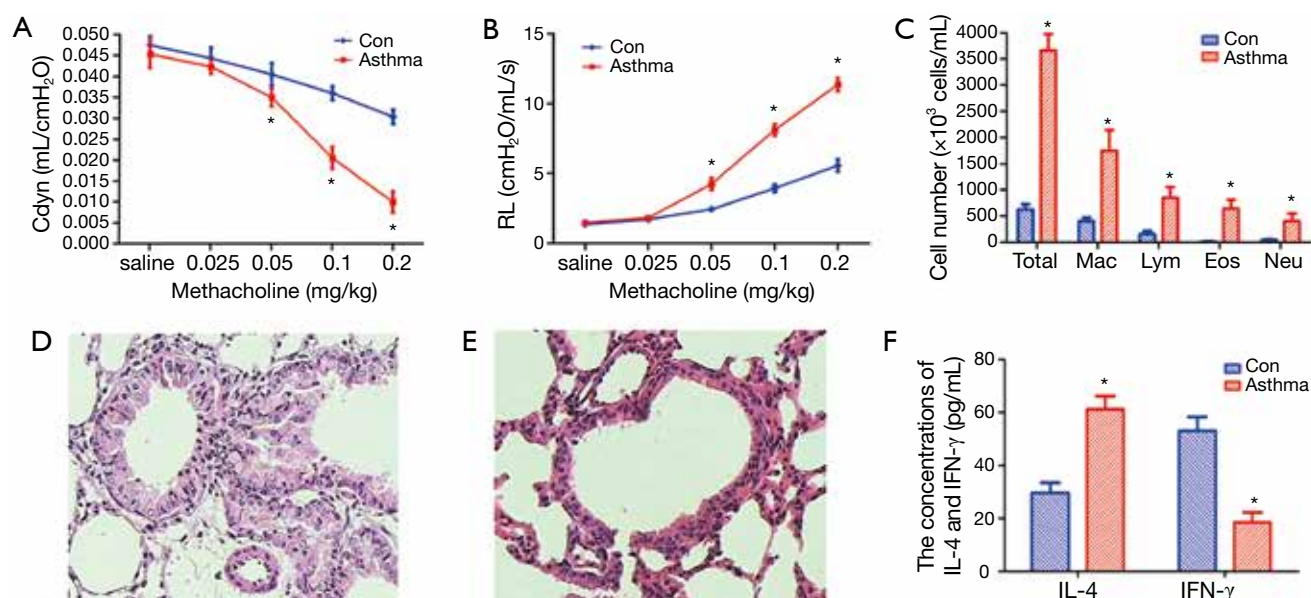 A
0.050
0.045
0.040
0.035
0.030
0.025
0.020
0.015
0.010
0.005
0.000
Cdyn (mL/cmH₂O)
Con
Asthma
*
*
*
saline 0.025 0.05 0.1 0.2
Methacholine (mg/kg)
B
15
10
5
0
RL (cmH₂O/mL/s)
Con
Asthma
*
*
*
saline 0.025 0.05 0.1 0.2
Methacholine (mg/kg)
C
4000
3500
3000
2500
2000
1500
1000
500
0
Cell number (×10³ cells/mL)
Con
Asthma
*
*
*
*
*
Total Mac Lym Eos Neu
D
E
F
80
60
40
20
0
The concentrations of
IL-4 and IFN-γ (pg/mL)
Con
Asthma
*
*
IL-4 IFN-γ